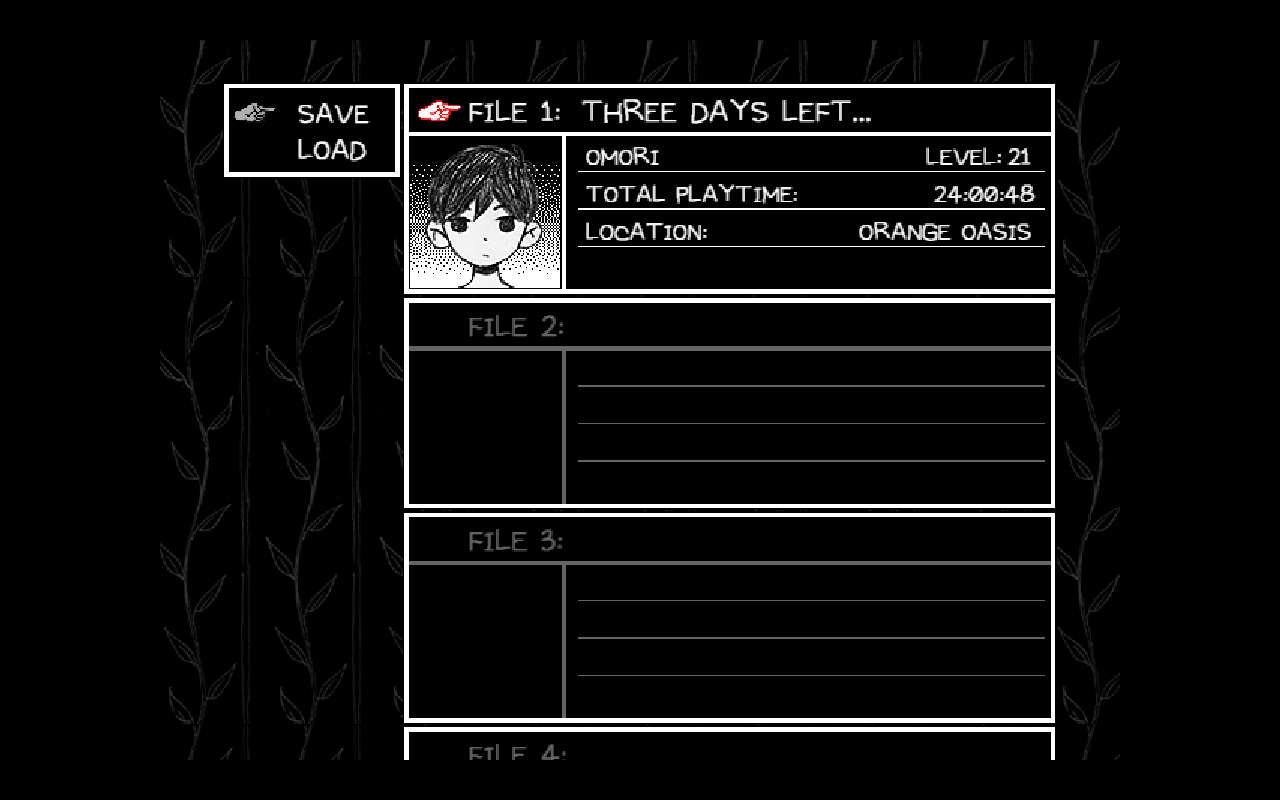 SAVE
LOAD
FILE 1: THREE DAYS LEFT...
OMORI LEVEL: 21
TOTAL PLAYTIME: 24:00:48
LOCATION: ORANGE OASIS
FILE 2:
FILE 3:
FILE 4: